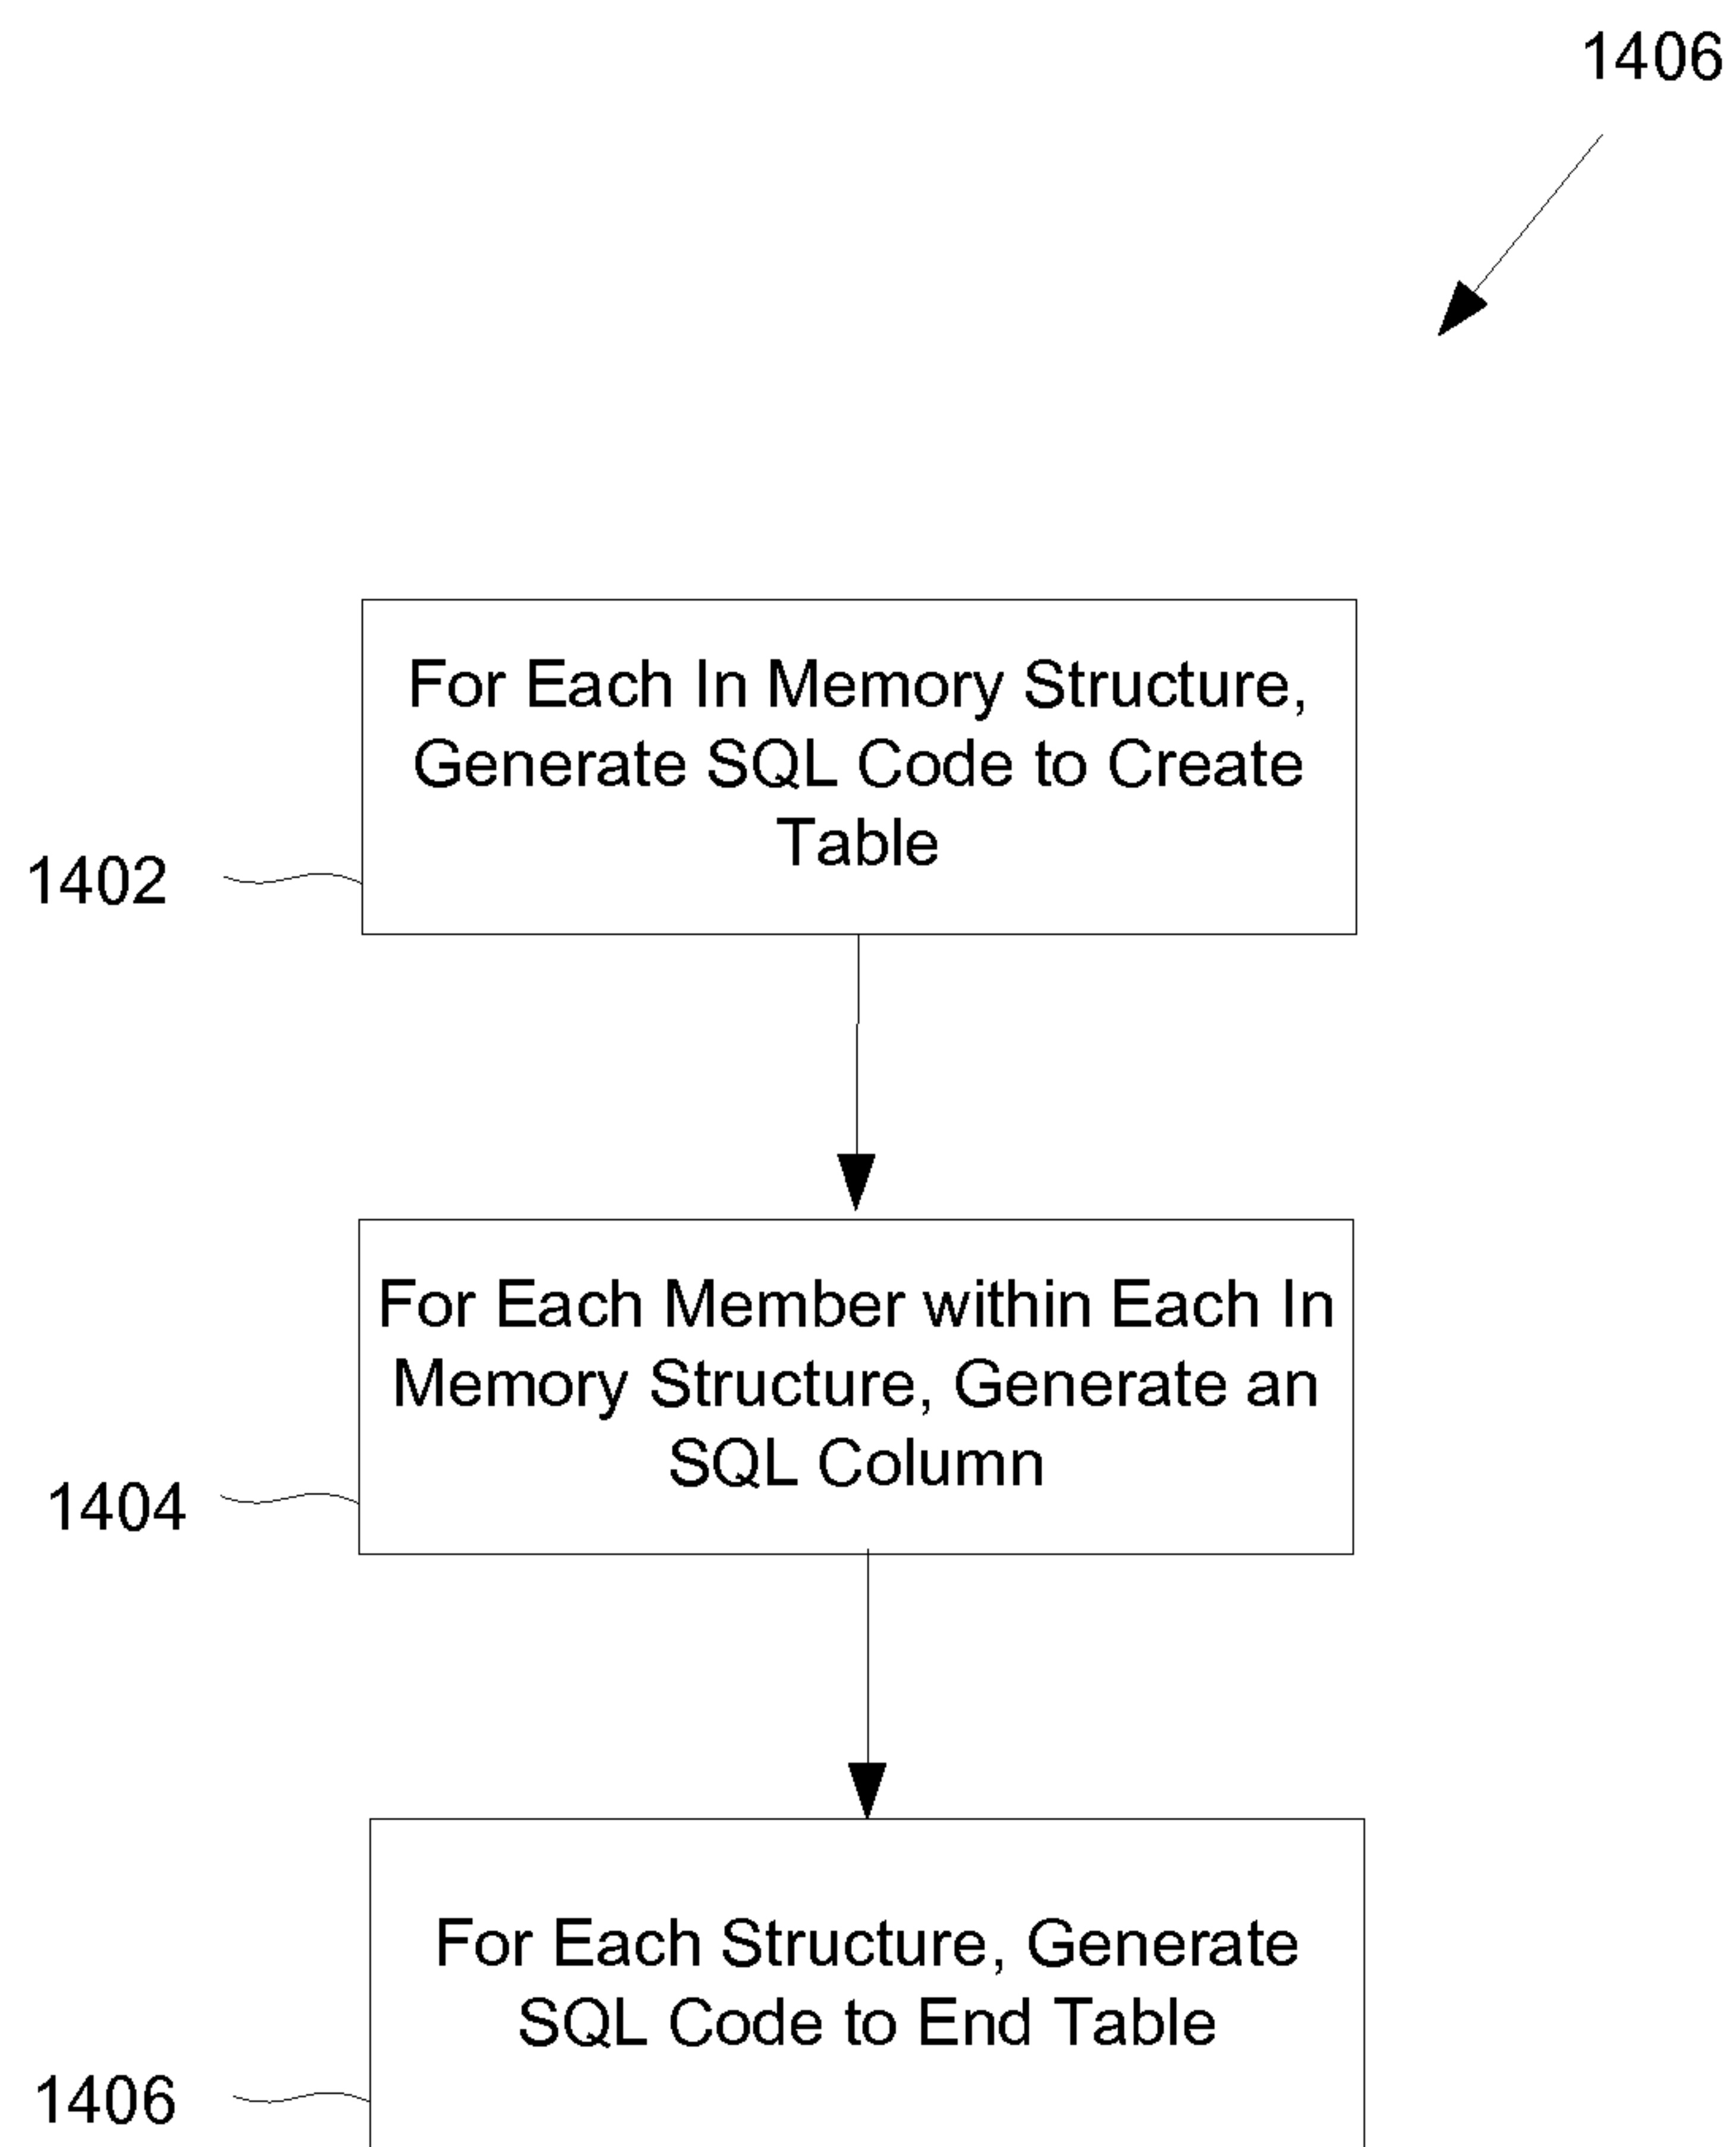 1406
For Each In Memory Structure,
Generate SQL Code to Create
Table
1402
For Each Member within Each In
Memory Structure, Generate an
SQL Column
1404
For Each Structure, Generate
SQL Code to End Table
1406